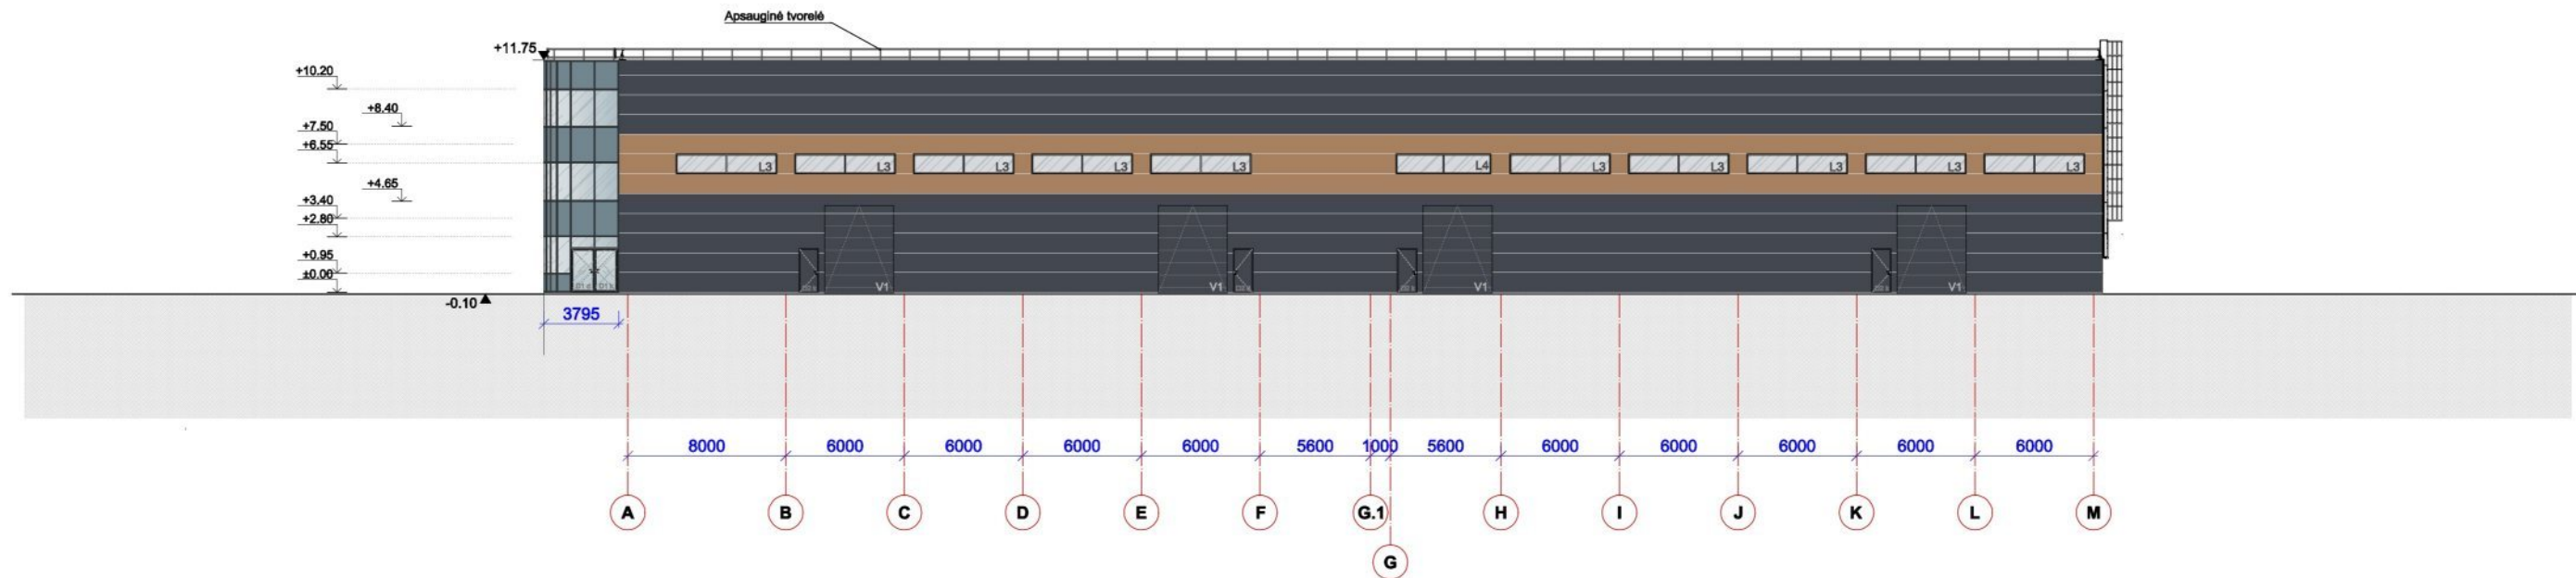 Apsauginė tvorelė
+11.75
+10.20
+8.40
+7.50
+6.55
+4.65
+3.40
+2.80
+0.95
±0.00
-0.10
L3 L3 L3 L3 L3 L4 L3 L3 L3 L3 L3
V1 V1 V1 V1
3795
8000 6000 6000 6000 6000 5600 1000 5600 6000 6000 6000 6000 6000
A B C D E F G.1 H I J K L M
G